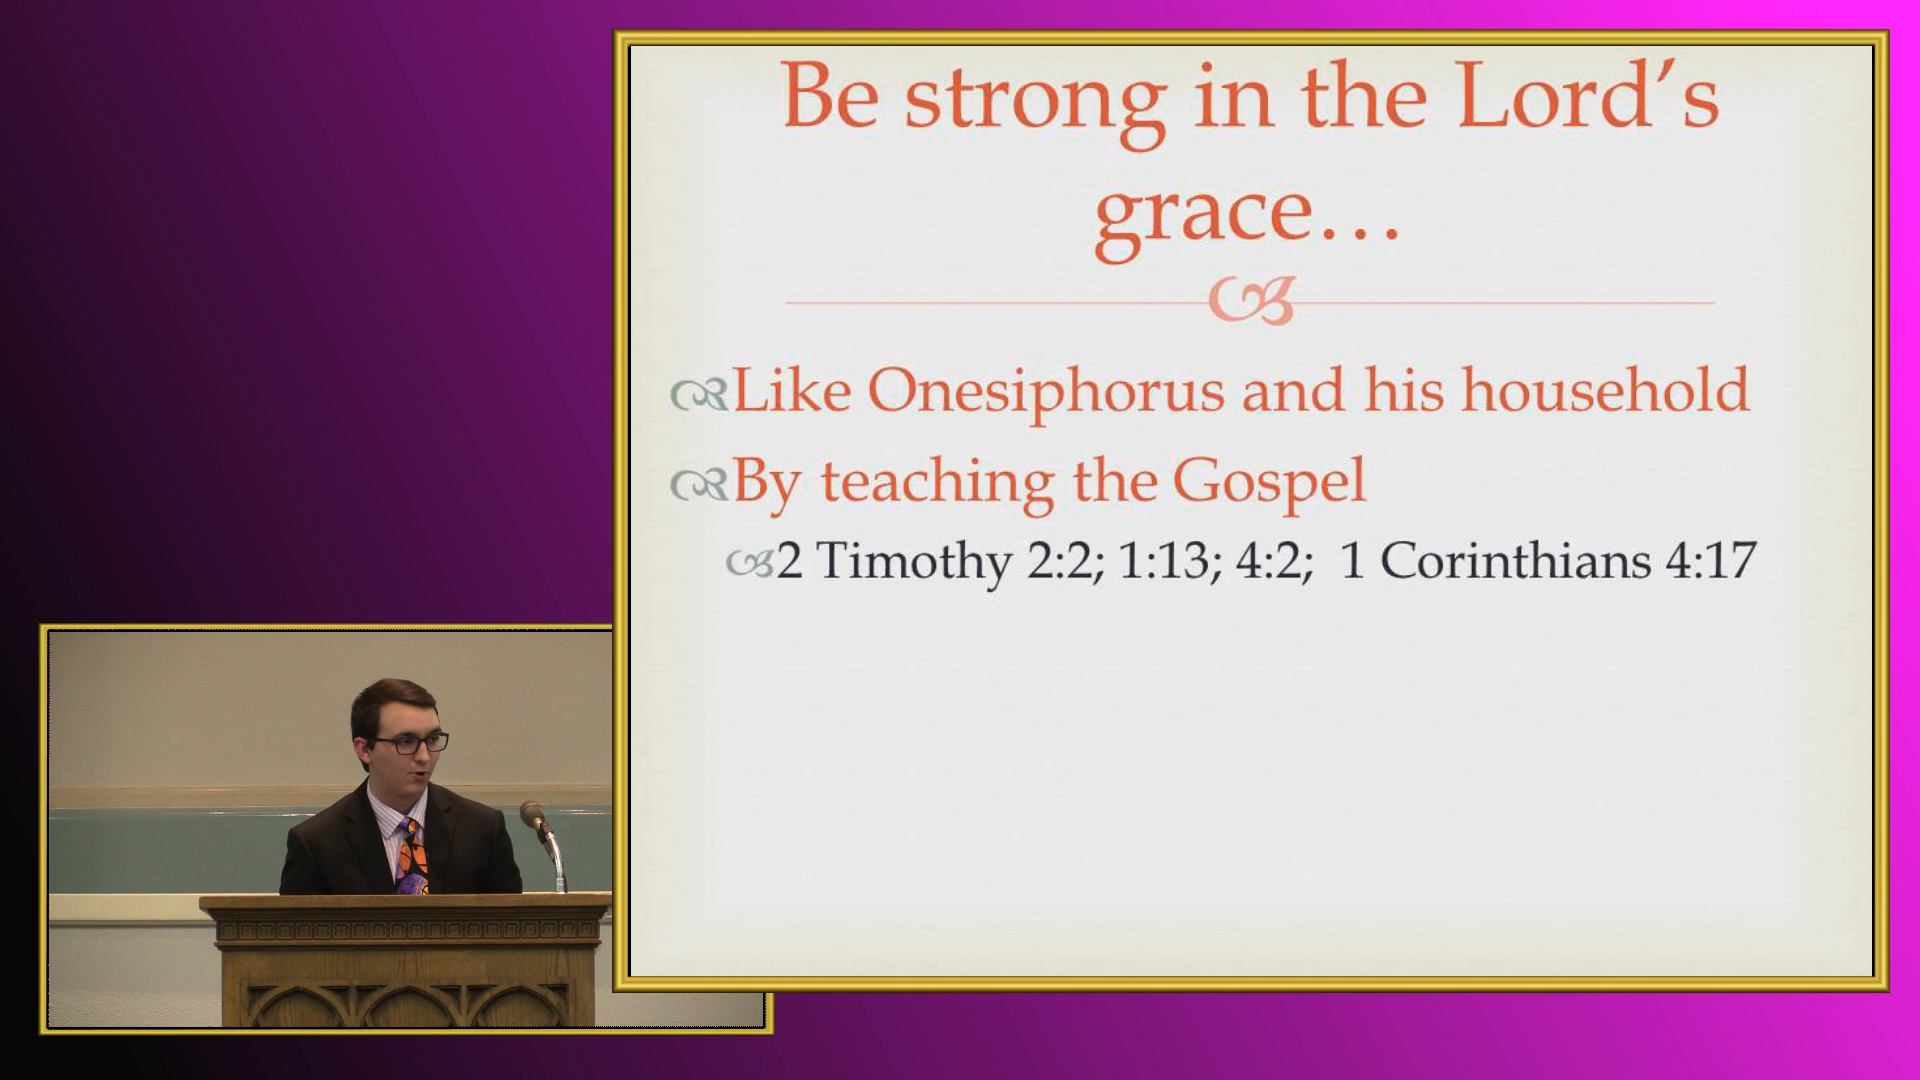 Be strong in the Lord’s
grace…
Like Onesiphorus and his household
By teaching the Gospel
2 Timothy 2:2; 1:13; 4:2;  1 Corinthians 4:17